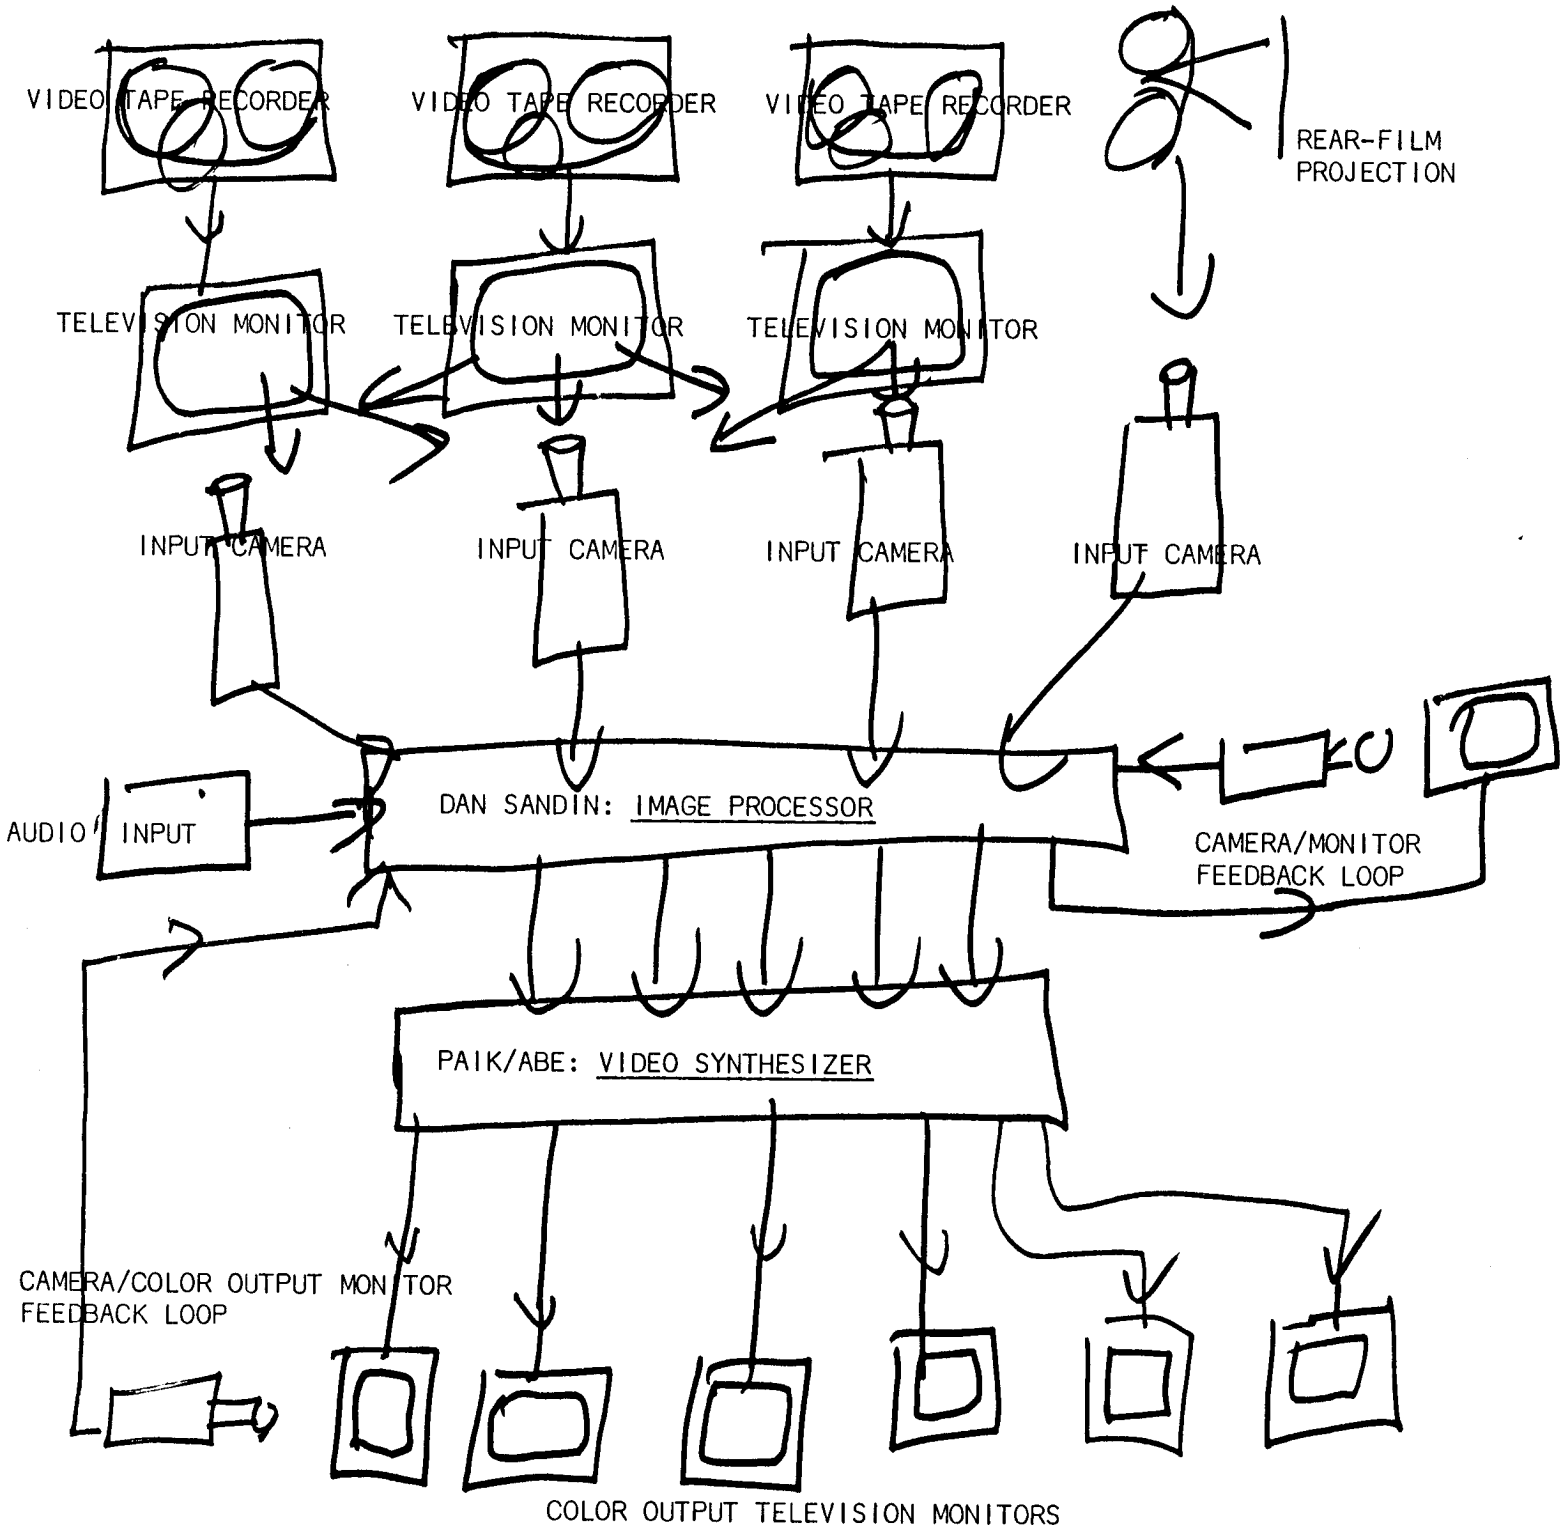 VIDEO TAPE RECORDER
VIDEO TAPE RECORDER
VIDEO TAPE RECORDER
REAR-FILM
PROJECTION
TELEVISION MONITOR
TELEVISION MONITOR
TELEVISION MONITOR
INPUT CAMERA
INPUT CAMERA
INPUT CAMERA
INPUT CAMERA
DAN SANDIN: IMAGE PROCESSOR
AUDIO INPUT
CAMERA/MONITOR
FEEDBACK LOOP
PAIK/ABE: VIDEO SYNTHESIZER
CAMERA/COLOR OUTPUT MONITOR
FEEDBACK LOOP
COLOR OUTPUT TELEVISION MONITORS